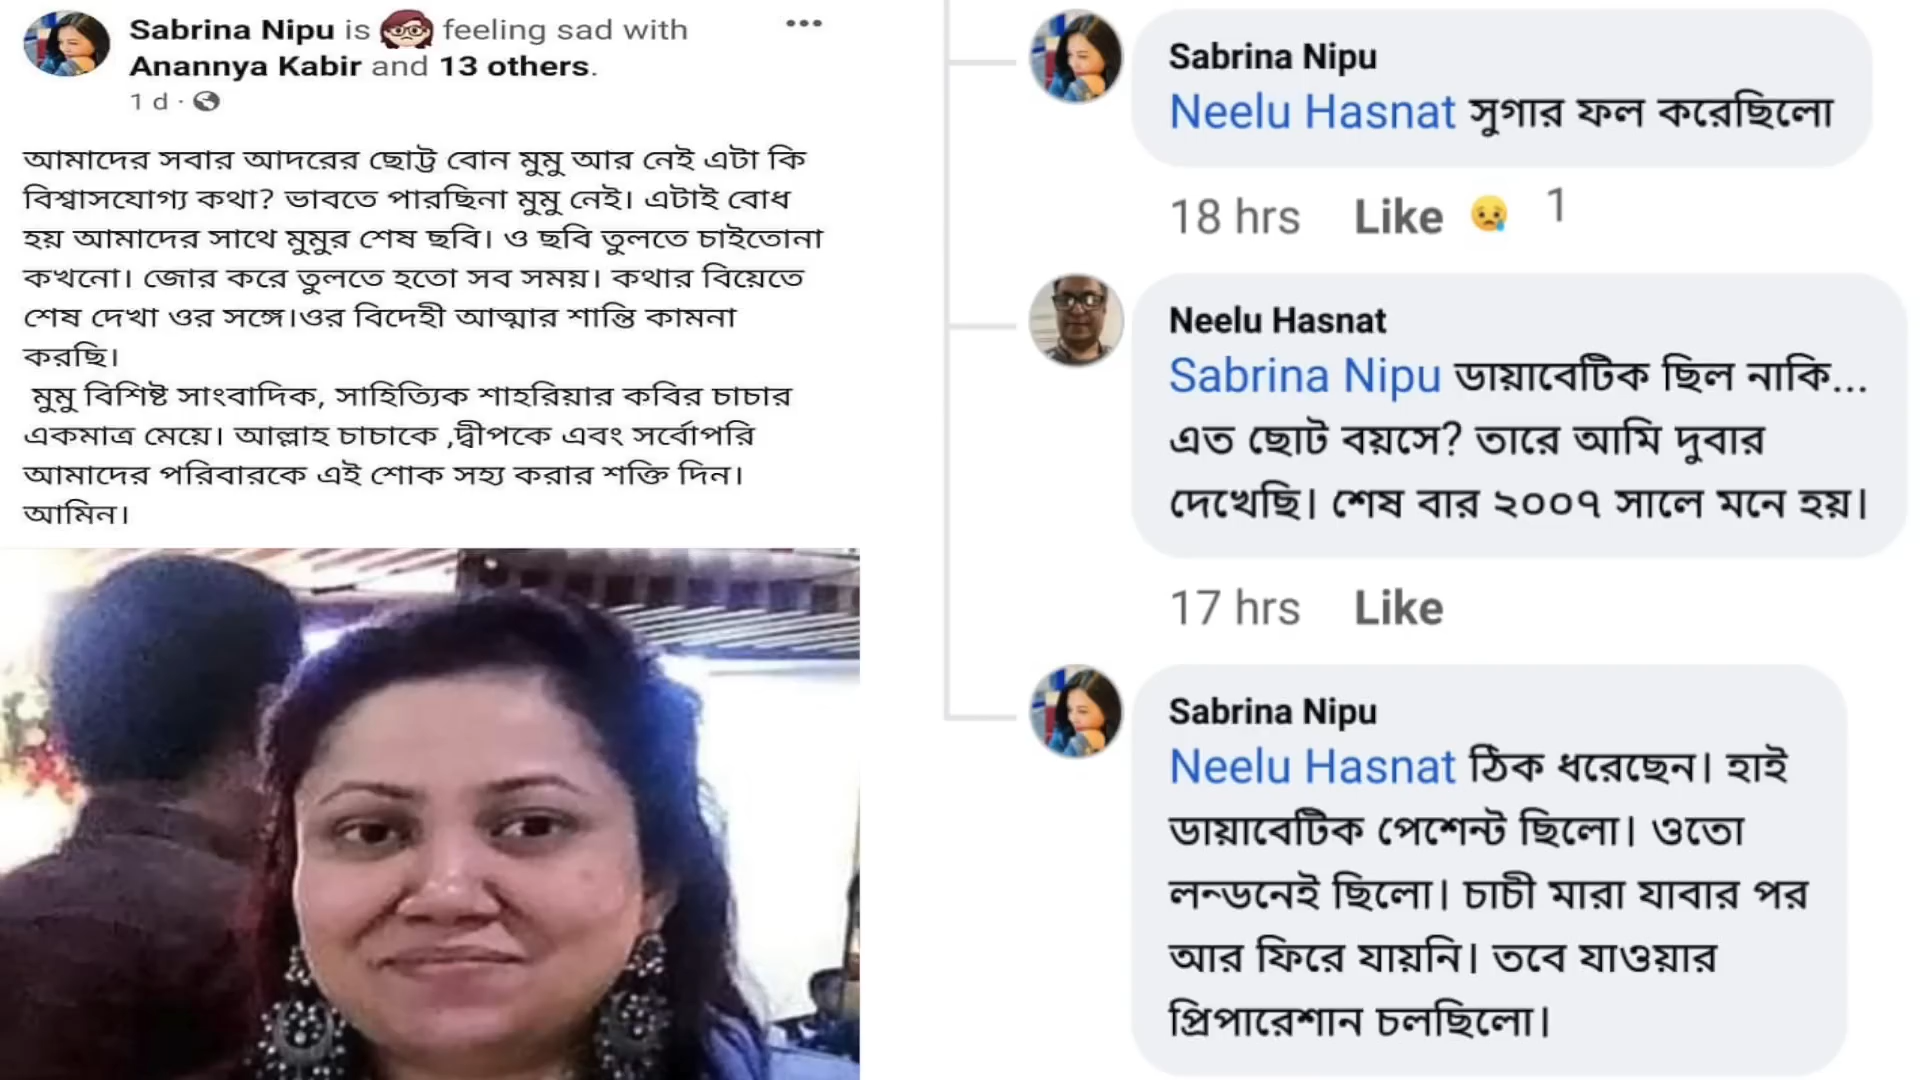 Sabrina Nipu is feeling sad with
Anannya Kabir and 13 others.
1 d ·
আমাদের সবার আদরের ছোট্ট বোন মুমু আর নেই এটা কি
বিশ্বাসযোগ্য কথা? ভাবতে পারছিনা মুমু নেই। এটাই বোধ
হয় আমাদের সাথে মুমুর শেষ ছবি। ও ছবি তুলতে চাইতোনা
কখনো। জোর করে তুলতে হতো সব সময়। কথার বিয়েতে
শেষ দেখা ওর সঙ্গে।ওর বিদেহী আত্মার শান্তি কামনা
করছি।
মুমু বিশিষ্ট সাংবাদিক, সাহিত্যিক শাহরিয়ার কবির চাচার
একমাত্র মেয়ে। আল্লাহ চাচাকে ,দ্বীপকে এবং সর্বোপরি
আমাদের পরিবারকে এই শোক সহ্য করার শক্তি দিন।
আমিন।
Sabrina Nipu
Neelu Hasnat সুগার ফল করেছিলো
18 hrs Like 1
Neelu Hasnat
Sabrina Nipu ডায়াবেটিক ছিল নাকি...
এত ছোট বয়সে? তারে আমি দুবার
দেখেছি। শেষ বার ২০০৭ সালে মনে হয়।
17 hrs Like
Sabrina Nipu
Neelu Hasnat ঠিক ধরেছেন। হাই
ডায়াবেটিক পেশেন্ট ছিলো। ওতো
লন্ডনেই ছিলো। চাচী মারা যাবার পর
আর ফিরে যায়নি। তবে যাওয়ার
প্রিপারেশান চলছিলো।